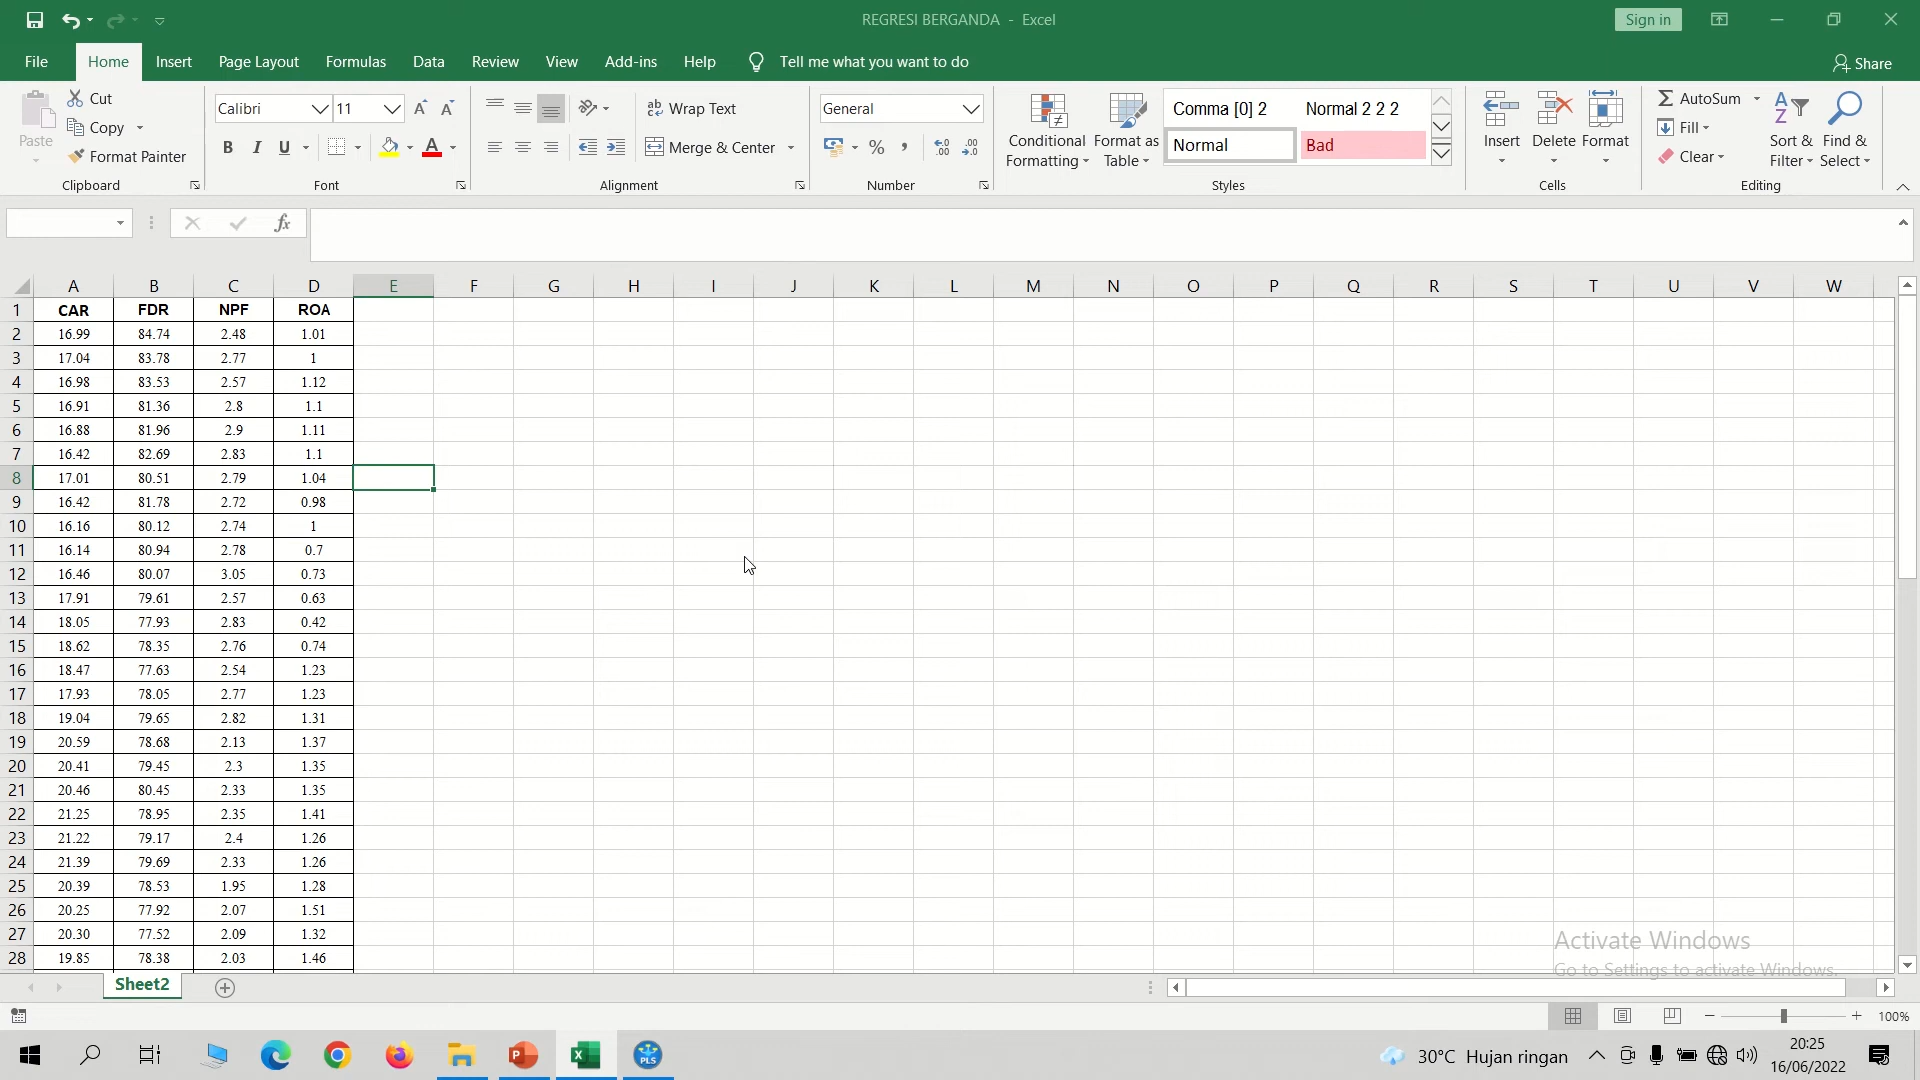 REGRESI BERGANDA - Excel
Sign in
File Home Insert Page Layout Formulas Data Review View Add-ins Help Tell me what you want to do Share
Paste Cut Calibri 11 Wrap Text General Conditional Formatting Format as Table Comma [0] 2 Normal 2 2 2 Insert Delete Format AutoSum Sort & Filter Find & Select
Copy Merge & Center Normal Bad Fill
Format Painter Clear
Clipboard Font Alignment Number Styles Cells Editing
A B C D E F G H I J K L M N O P Q R S T U V W
1 CAR FDR NPF ROA
2 16.99 84.74 2.48 1.01
3 17.04 83.78 2.77 1
4 16.98 83.53 2.57 1.12
5 16.91 81.36 2.8 1.1
6 16.88 81.96 2.9 1.11
7 16.42 82.69 2.83 1.1
8 17.01 80.51 2.79 1.04
9 16.42 81.78 2.72 0.98
10 16.16 80.12 2.74 1
11 16.14 80.94 2.78 0.7
12 16.46 80.07 3.05 0.73
13 17.91 79.61 2.57 0.63
14 18.05 77.93 2.83 0.42
15 18.62 78.35 2.76 0.74
16 18.47 77.63 2.54 1.23
17 17.93 78.05 2.77 1.23
18 19.04 79.65 2.82 1.31
19 20.59 78.68 2.13 1.37
20 20.41 79.45 2.3 1.35
21 20.46 80.45 2.33 1.35
22 21.25 78.95 2.35 1.41
23 21.22 79.17 2.4 1.26
24 21.39 79.69 2.33 1.26
25 20.39 78.53 1.95 1.28
26 20.25 77.92 2.07 1.51
27 20.30 77.52 2.09 1.32
28 19.85 78.38 2.03 1.46
Activate Windows
Go to Settings to activate Windows.
Sheet2
100%
PLS 30°C Hujan ringan 20:25
16/06/2022